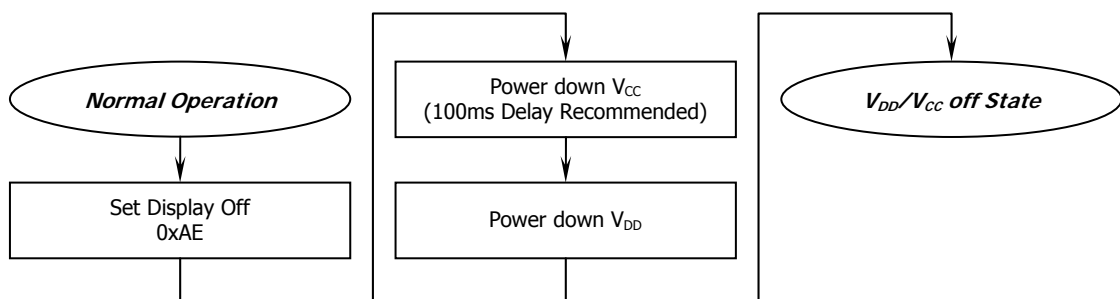 Normal Operation
Set Display Off
0xAE
Power down VCC
(100ms Delay Recommended)
Power down VDD
VDD/VCC off State